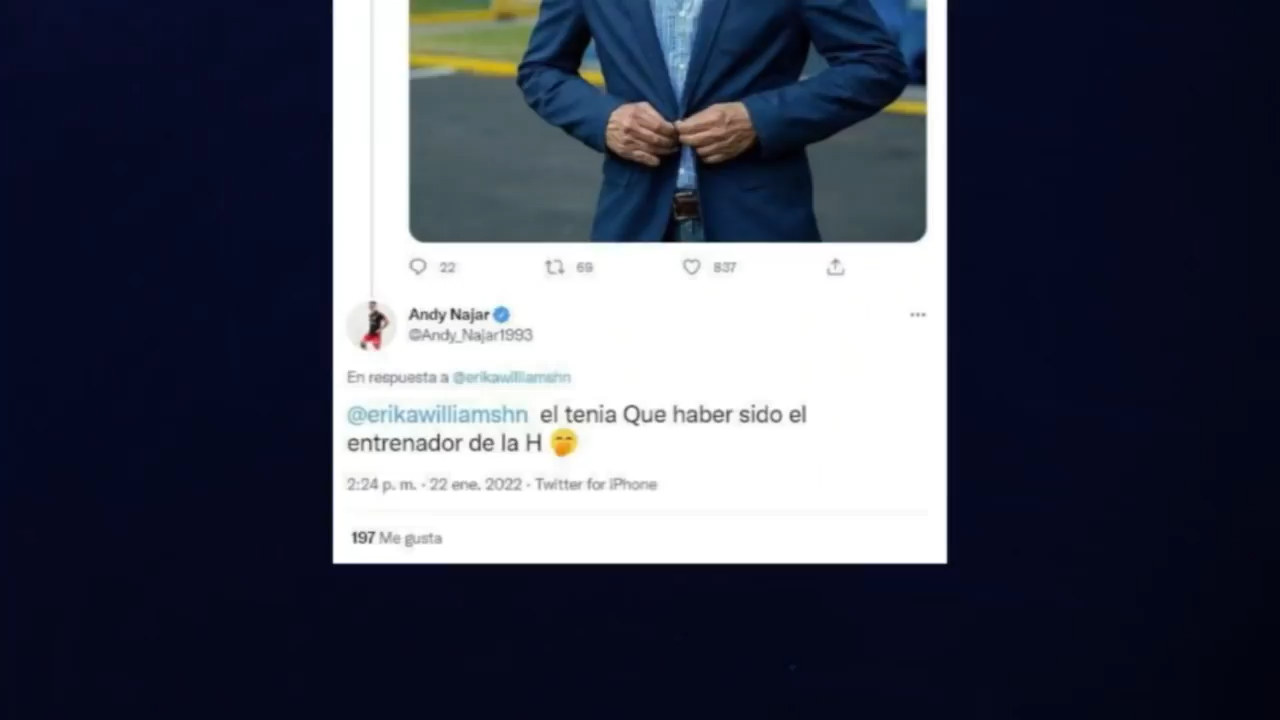 22 69 837
Andy Najar
@Andy_Najar1993
En respuesta a @erikawilliamshn
@erikawilliamshn el tenia Que haber sido el
entrenador de la H 🤭
2:24 p. m. · 22 ene. 2022 · Twitter for iPhone
197 Me gusta